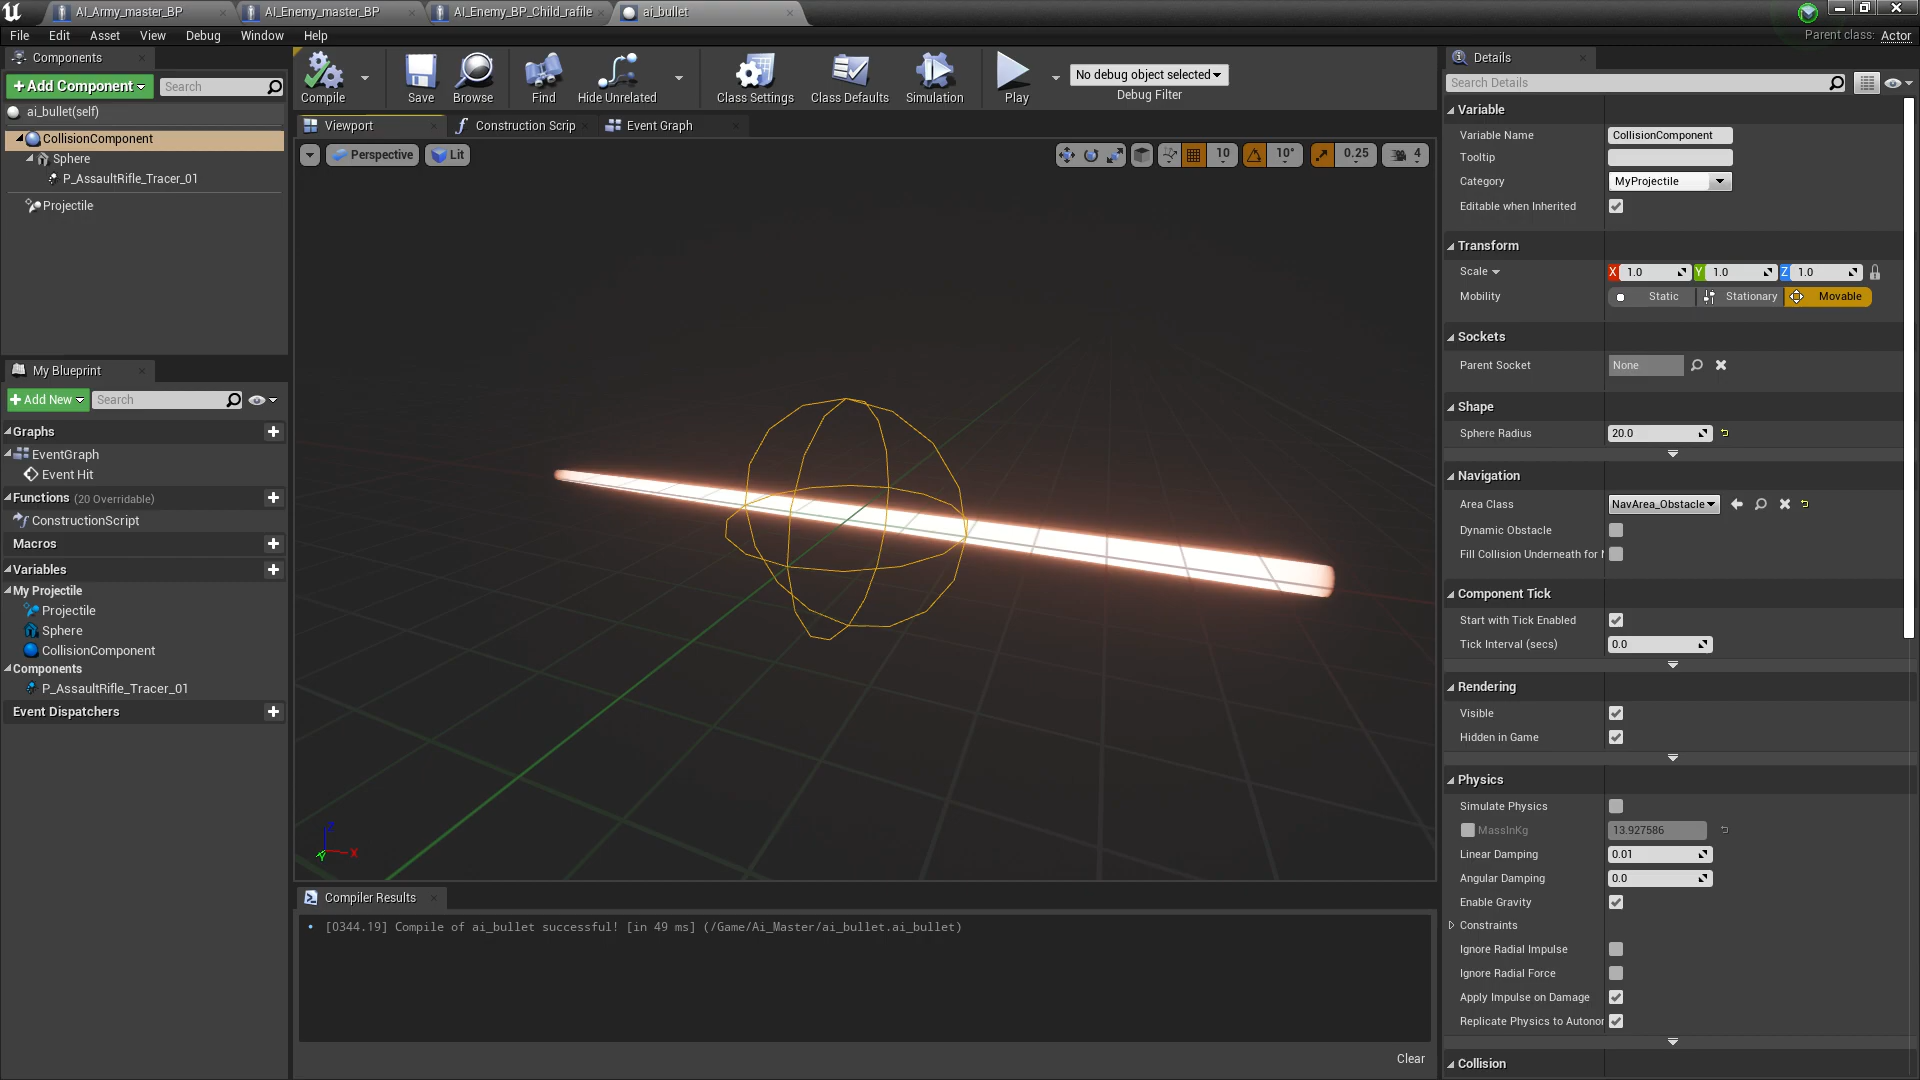 AI_Army_master_BP
AI_Enemy_master_BP
AI_Enemy_BP_Child_rafile
ai_bullet
File Edit Asset View Debug Window Help
Parent class: Actor
Components
+Add Component
Search
ai_bullet(self)
CollisionComponent
Sphere
P_AssaultRifle_Tracer_01
Projectile
My Blueprint
+Add New
Search
Graphs
EventGraph
Event Hit
Functions (20 Overridable)
ConstructionScript
Macros
Variables
My Projectile
Projectile
Sphere
CollisionComponent
Components
P_AssaultRifle_Tracer_01
Event Dispatchers
Compile
Save
Browse
Find
Hide Unrelated
Class Settings
Class Defaults
Simulation
Play
No debug object selected
Debug Filter
Viewport
Construction Scrip
Event Graph
Perspective
Lit
10
10°
0.25
4
Z
Y
X
Compiler Results
[0344.19] Compile of ai_bullet successful! [in 49 ms] (/Game/Ai_Master/ai_bullet.ai_bullet)
Clear
Details
Search Details
Variable
Variable Name CollisionComponent
Tooltip
Category MyProjectile
Editable when Inherited
Transform
Scale X 1.0 Y 1.0 Z 1.0
Mobility Static Stationary Movable
Sockets
Parent Socket None
Shape
Sphere Radius 20.0
Navigation
Area Class NavArea_Obstacle
Dynamic Obstacle
Fill Collision Underneath for
Component Tick
Start with Tick Enabled
Tick Interval (secs) 0.0
Rendering
Visible
Hidden in Game
Physics
Simulate Physics
MassInKg 13.927586
Linear Damping 0.01
Angular Damping 0.0
Enable Gravity
Constraints
Ignore Radial Impulse
Ignore Radial Force
Apply Impulse on Damage
Replicate Physics to Autonor
Collision